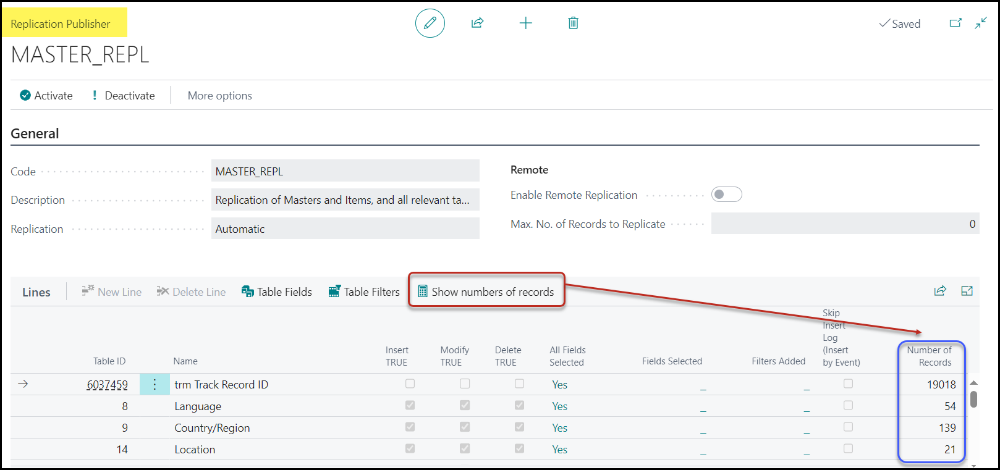 Replication Publisher
Saved
MASTER_REPL
Activate
! Deactivate
More options
General
Code
MASTER_REPL
Description
Replication of Masters and Items, and all relevant ta...
Replication
Automatic
Remote
Enable Remote Replication
Max. No. of Records to Replicate
0
Lines
New Line
Delete Line
Table Fields
Table Filters
Show numbers of records
Table ID
Name
Insert
TRUE
Modify
TRUE
Delete
TRUE
All Fields
Selected
Fields Selected
Filters Added
Skip
Insert
Log
(Insert
by Event)
Number of
Records
6037459 trm Track Record ID Yes _ _ 19018
8 Language Yes _ _ 54
9 Country/Region Yes _ _ 139
14 Location Yes _ _ 21